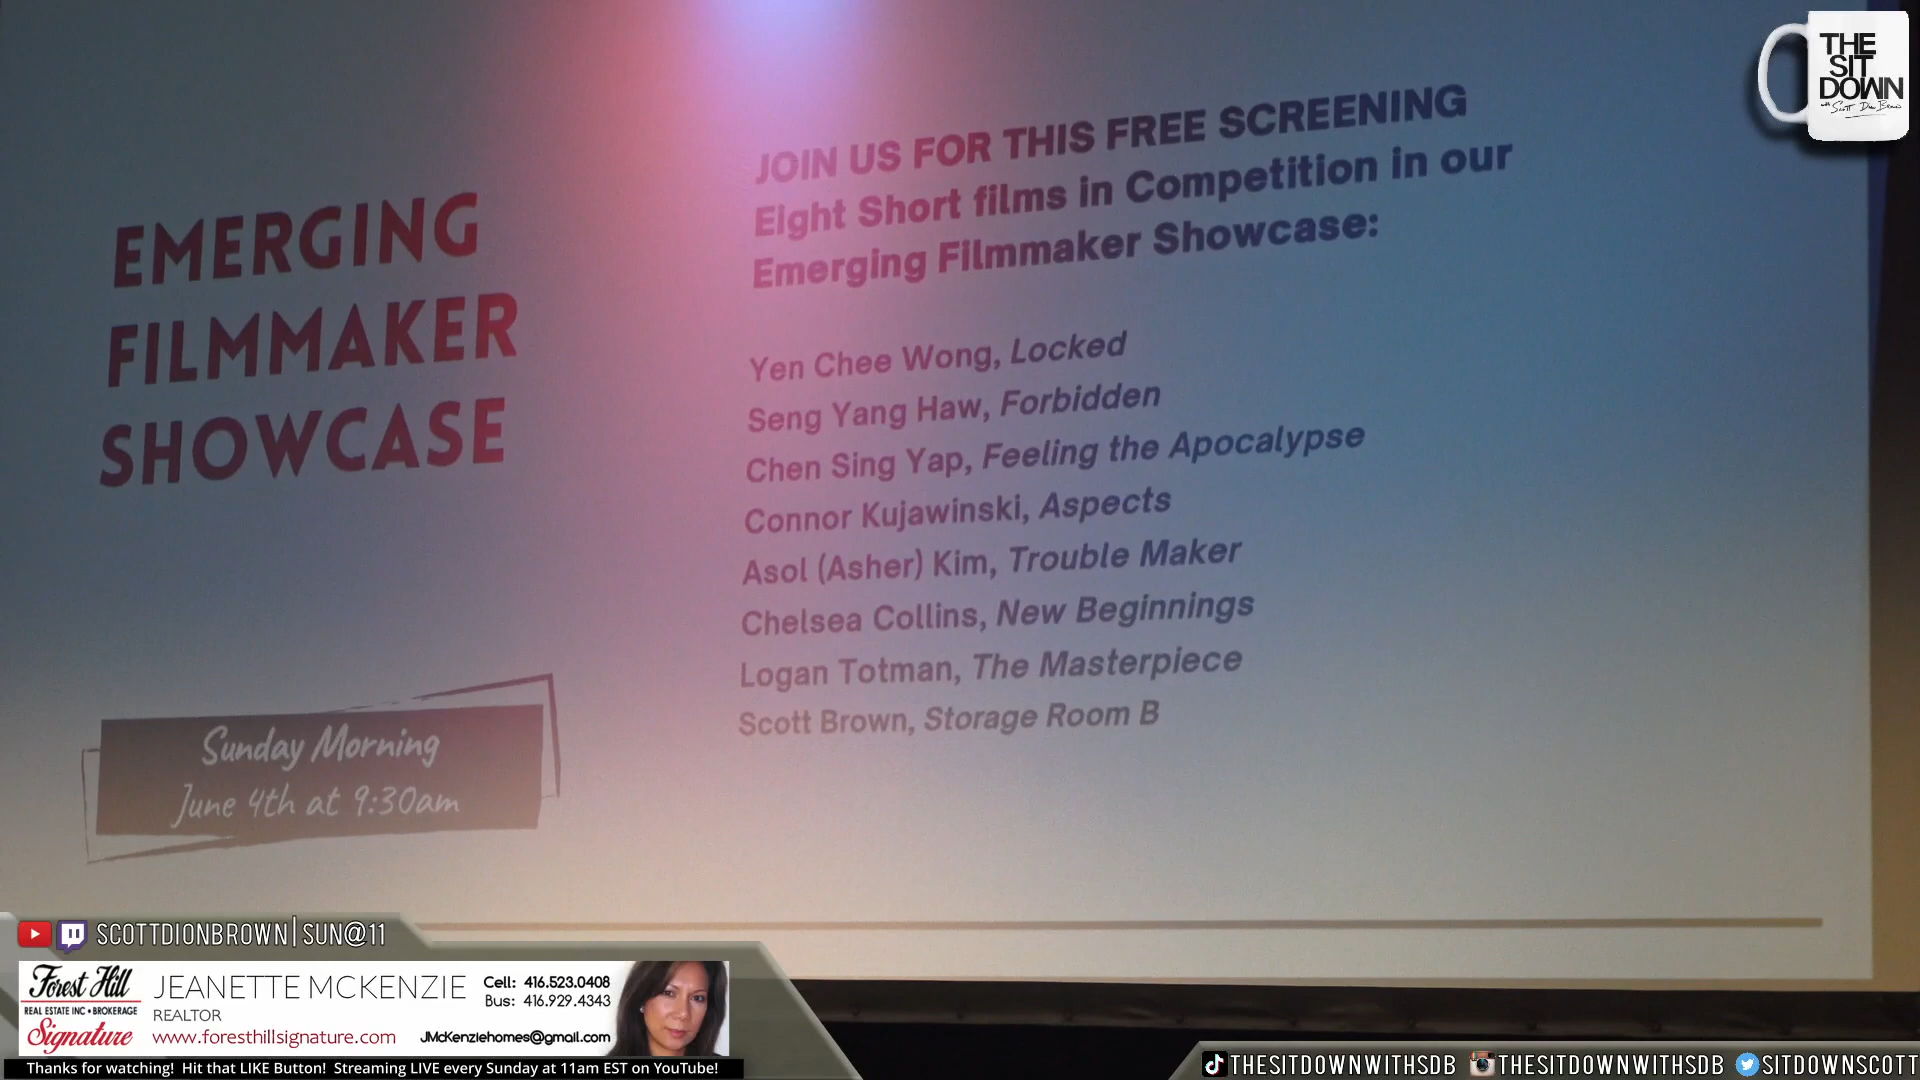 THE
SIT
DOWN
with Scott Dion Brown
EMERGING
FILMMAKER
SHOWCASE
Sunday Morning
June 4th at 9:30am
JOIN US FOR THIS FREE SCREENING
Eight Short films in Competition in our
Emerging Filmmaker Showcase:
Yen Chee Wong, Locked
Seng Yang Haw, Forbidden
Chen Sing Yap, Feeling the Apocalypse
Connor Kujawinski, Aspects
Asol (Asher) Kim, Trouble Maker
Chelsea Collins, New Beginnings
Logan Totman, The Masterpiece
Scott Brown, Storage Room B
SCOTTDIONBROWN|SUN@11
Forest Hill
REAL ESTATE INC • BROKERAGE
Signature
JEANETTE MCKENZIE
REALTOR
www.foresthillsignature.com
Cell: 416.523.0408
Bus: 416.929.4343
JMcKenziehomes@gmail.com
Thanks for watching! Hit that LIKE Button! Streaming LIVE every Sunday at 11am EST on YouTube!
THESITDOWNWITHSDB
THESITDOWNWITHSDB
SITDOWNSCOTT